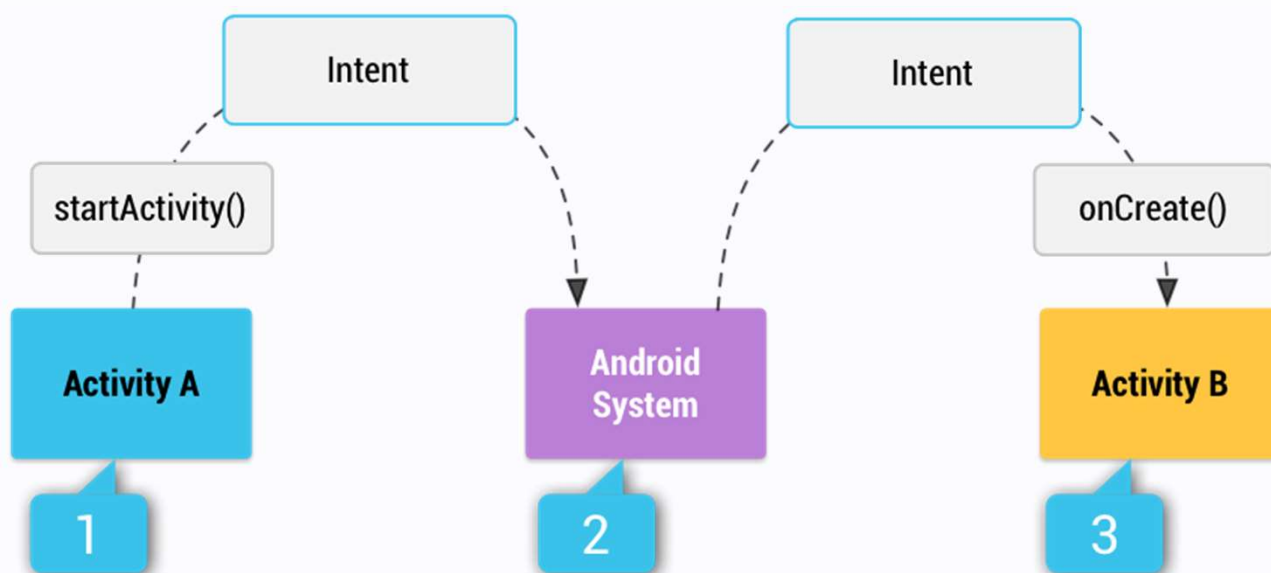 Intent
Intent
startActivity()
onCreate()
Activity A
Android
System
Activity B
1
2
3